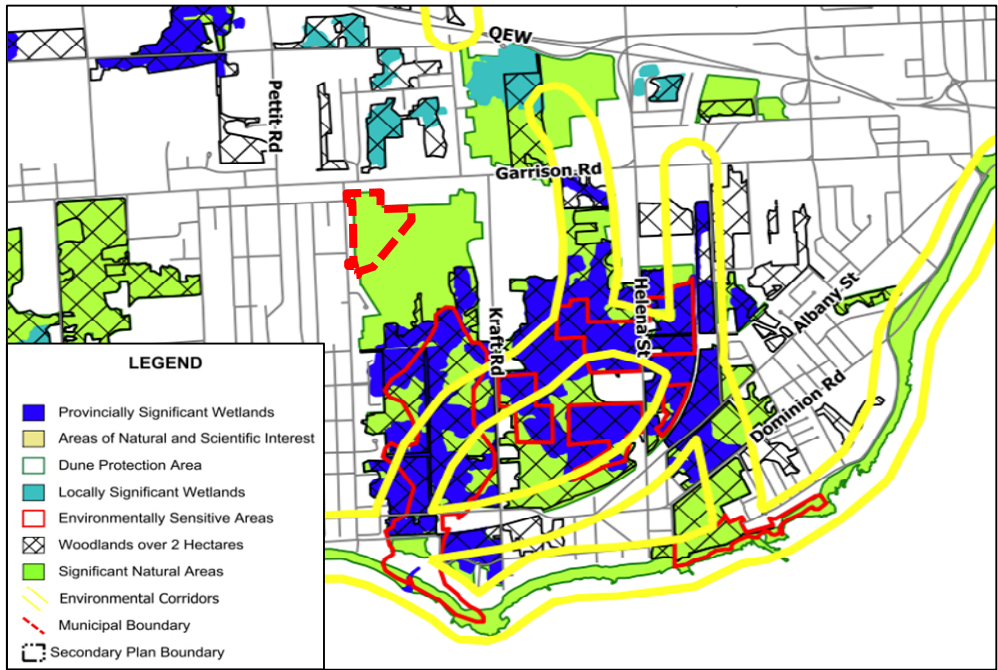 QEW
Pettit Rd
Garrison Rd
Helena St
Albany St
Kraft Rd
Dominion Rd
LEGEND
Provincially Significant Wetlands
Areas of Natural and Scientific Interest
Dune Protection Area
Locally Significant Wetlands
Environmentally Sensitive Areas
Woodlands over 2 Hectares
Significant Natural Areas
Environmental Corridors
Municipal Boundary
Secondary Plan Boundary